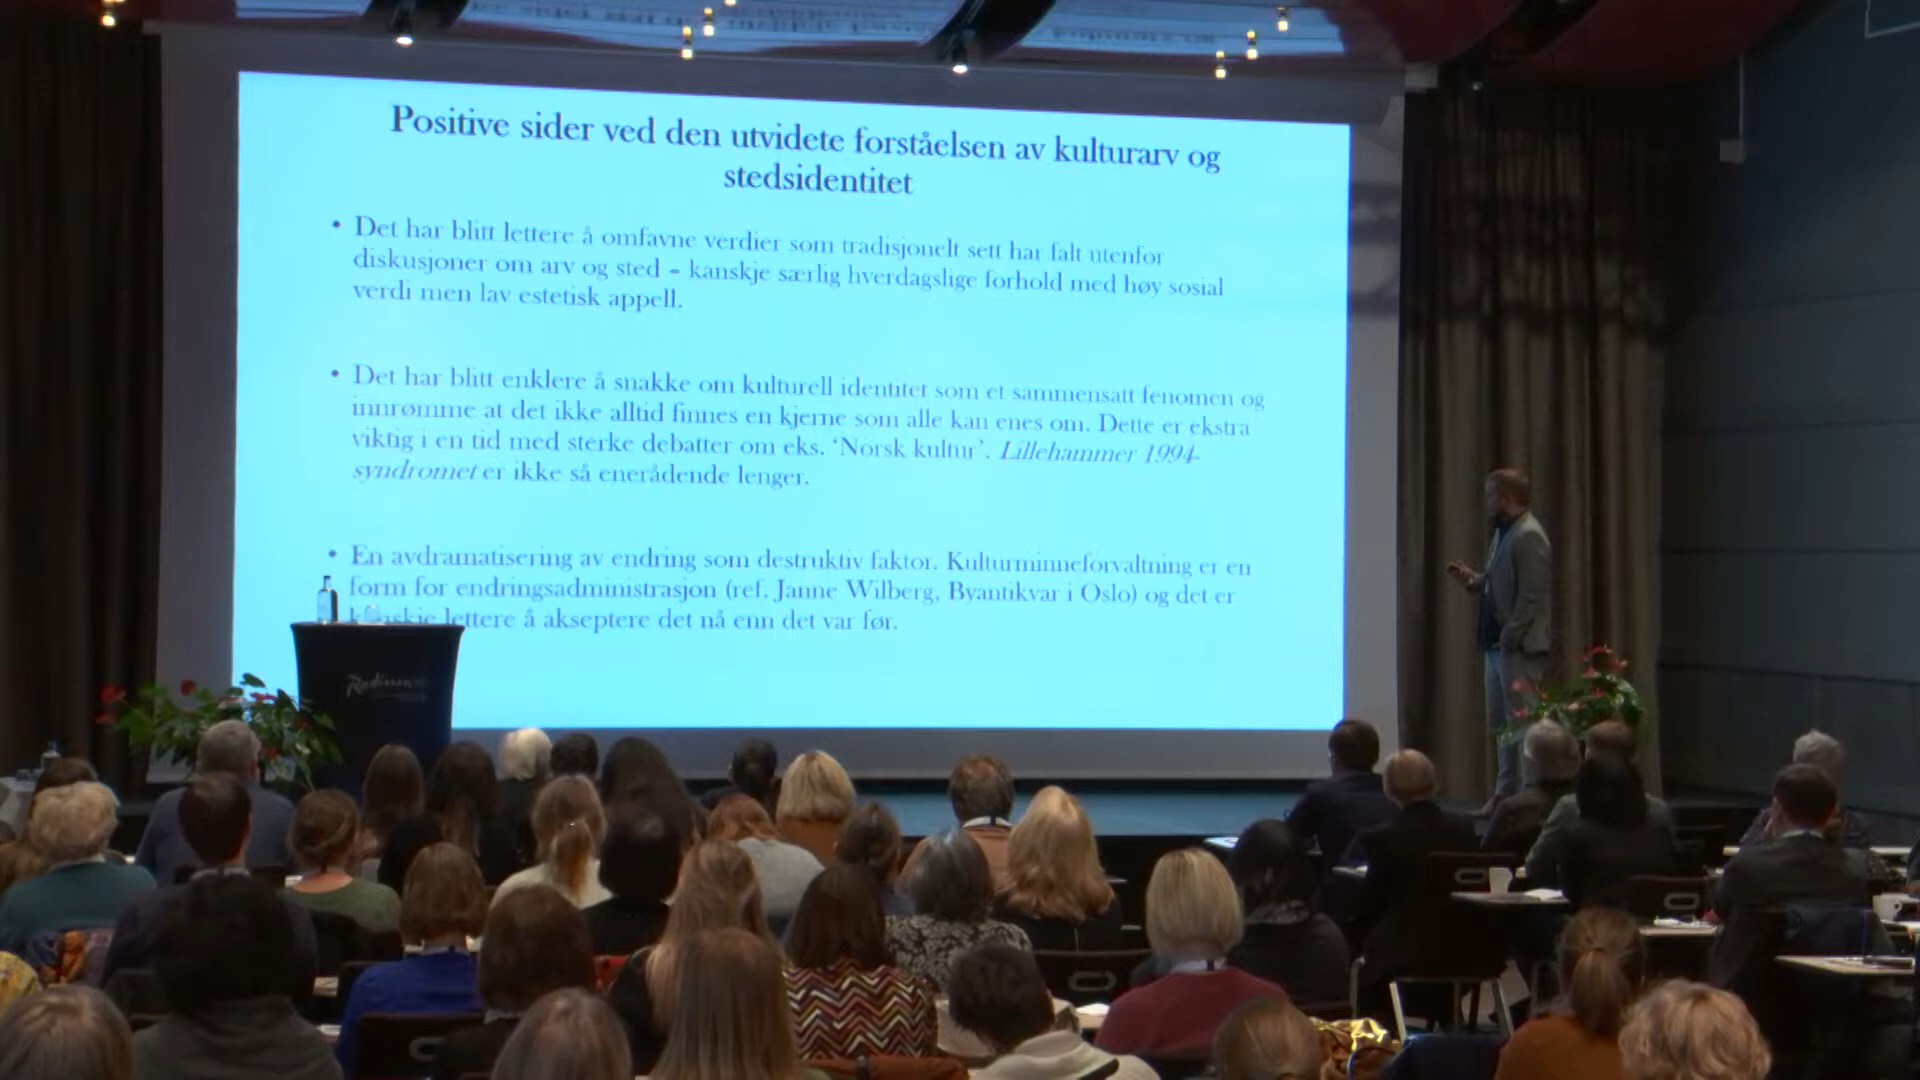 Positive sider ved den utvidete forståelsen av kulturarv og
stedsidentitet
• Det har blitt lettere å omfavne verdier som tradisjonelt sett har falt utenfor
diskusjoner om arv og sted – kanskje særlig hverdagslige forhold med høy sosial
verdi men lav estetisk appell.
• Det har blitt enklere å snakke om kulturell identitet som et sammensatt fenomen og
innrømme at det ikke alltid finnes en kjerne som alle kan enes om. Dette er ekstra
viktig i en tid med sterke debatter om eks. ‘Norsk kultur’. Lillehammer 1994-
syndromet er ikke så enerådende lenger.
• En avdramatisering av endring som destruktiv faktor. Kulturminneforvaltning er en
form for endringsadministrasjon (ref. Janne Wilberg, Byantikvar i Oslo) og det er
kanskje lettere å akseptere det nå enn det var før.
Radisson